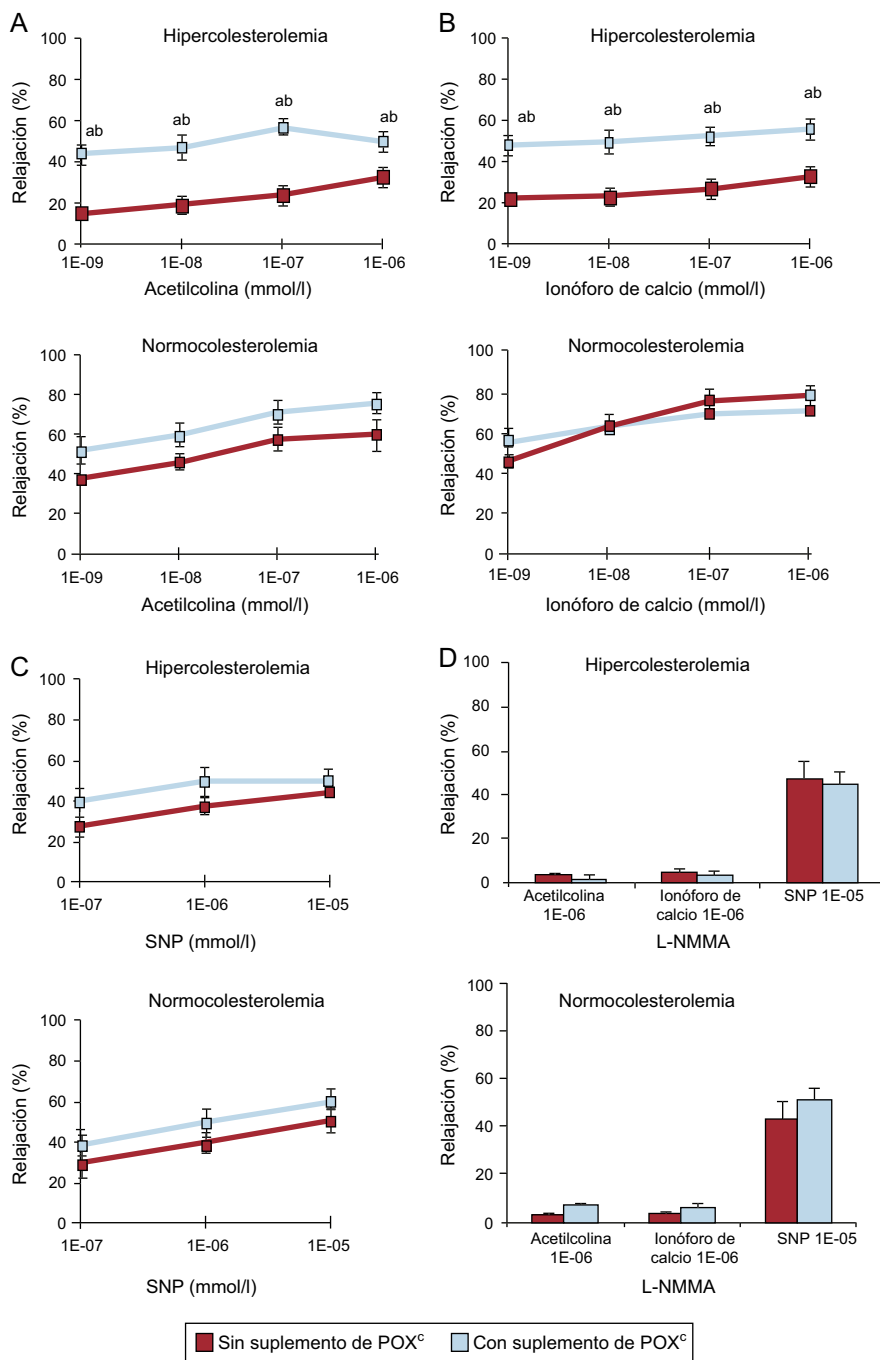 A
Hipercolesterolemia
Relajación (%)
100
80
60
40
20
0
ab
ab
ab
ab
1E-09
1E-08
1E-07
1E-06
Acetilcolina (mmol/l)
Normocolesterolemia
Relajación (%)
100
80
60
40
20
0
1E-09
1E-08
1E-07
1E-06
Acetilcolina (mmol/l)
B
Hipercolesterolemia
Relajación (%)
100
80
60
40
20
0
ab
ab
ab
ab
1E-09
1E-08
1E-07
1E-06
Ionóforo de calcio (mmol/l)
Normocolesterolemia
Relajación (%)
100
80
60
40
20
0
1E-09
1E-08
1E-07
1E-06
Ionóforo de calcio (mmol/l)
C
Hipercolesterolemia
Relajación (%)
100
80
60
40
20
0
1E-07
1E-06
1E-05
SNP (mmol/l)
Normocolesterolemia
Relajación (%)
100
80
60
40
20
0
1E-07
1E-06
1E-05
SNP (mmol/l)
D
Hipercolesterolemia
Relajación (%)
100
80
60
40
20
0
Acetilcolina
1E-06
Ionóforo de
calcio 1E-06
SNP 1E-05
L-NMMA
Normocolesterolemia
Relajación (%)
100
80
60
40
20
0
Acetilcolina
1E-06
Ionóforo de
calcio 1E-06
SNP 1E-05
L-NMMA
Sin suplemento de POXᶜ
Con suplemento de POXᶜ